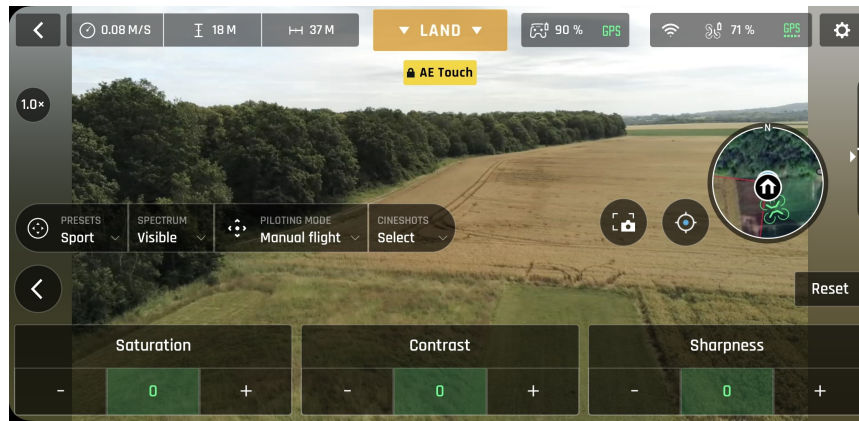 0.08 M/S
18 M
37 M
LAND
90 %
GPS
71 %
GPS
AE Touch
1.0×
N
PRESETS
Sport
SPECTRUM
Visible
PILOTING MODE
Manual flight
CINESHOTS
Select
Reset
Saturation
Contrast
Sharpness
- 0 +
- 0 +
- 0 +